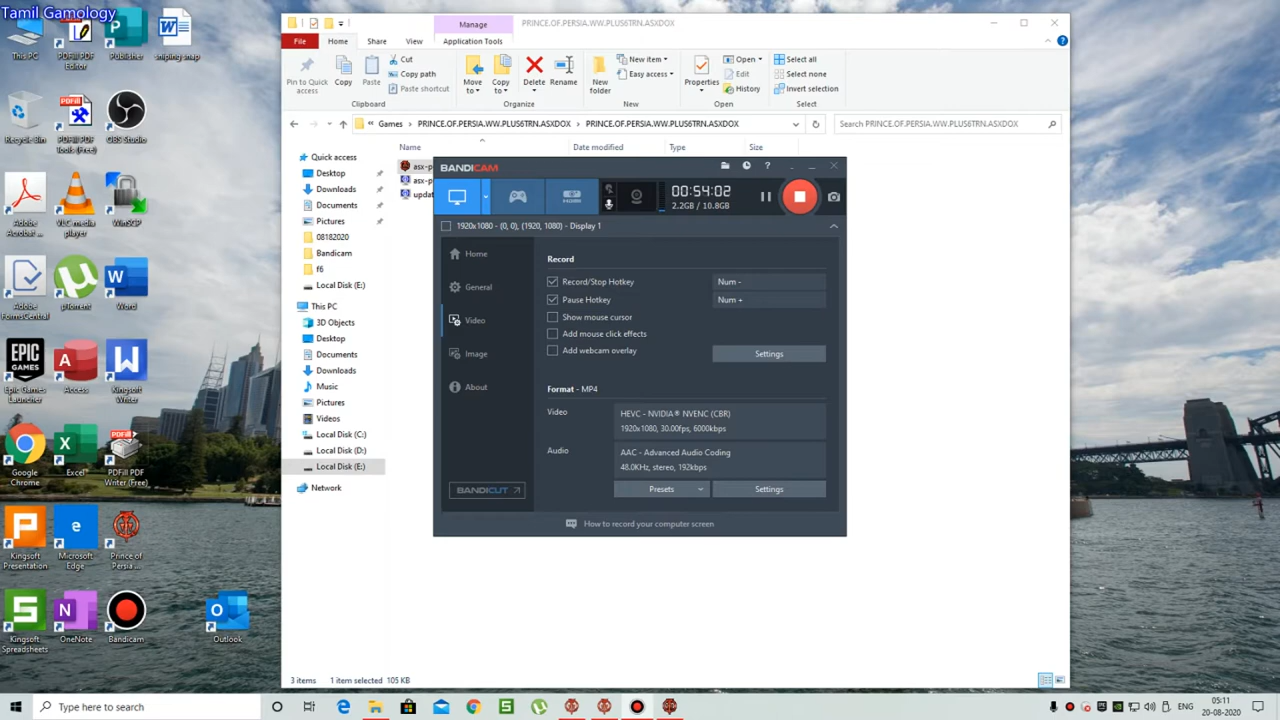 Tamil Gamology
This PC
PDFill PDF Editor
Publisher
sniping snap
Recycle Bin
PDFill PDF Tools (Free)
OBS Studio
Adobe Acrobat ...
VLC media player
WinSCP
Adobe FormsCentral
µTorrent
Word
Epic Games Launcher
Access
Kingsoft Writer
Google Chrome
Excel
PDFill PDF Writer (Free)
Kingsoft Presentation
Microsoft Edge
Prince of Persia ...
Kingsoft Spreadsheets
OneNote
Bandicam
Outlook
Manage
PRINCE.OF.PERSIA.WW.PLUS6TRN.ASXDOX
File
Home
Share
View
Application Tools
Pin to Quick access
Copy
Paste
Cut
Copy path
Paste shortcut
Clipboard
Move to
Copy to
Delete
Rename
Organize
New folder
New item
Easy access
New
Properties
Open
Edit
History
Open
Select all
Select none
Invert selection
Select
« Games › PRINCE.OF.PERSIA.WW.PLUS6TRN.ASXDOX › PRINCE.OF.PERSIA.WW.PLUS6TRN.ASXDOX
Search PRINCE.OF.PERSIA.WW.PLUS6TRN.ASXDOX
Name
Date modified
Type
Size
Quick access
Desktop
Downloads
Documents
Pictures
08182020
Bandicam
f6
Local Disk (E:)
This PC
3D Objects
Desktop
Documents
Downloads
Music
Pictures
Videos
Local Disk (C:)
Local Disk (D:)
Local Disk (E:)
Network
asx-p
asx-p
updat
BANDICAM
00:54:02
2.2GB / 10.8GB
1920x1080 - (0, 0), (1920, 1080) - Display 1
Home
General
Video
Image
About
BANDICUT
Record
Record/Stop Hotkey
Num -
Pause Hotkey
Num +
Show mouse cursor
Add mouse click effects
Add webcam overlay
Settings
Format - MP4
Video
HEVC - NVIDIA® NVENC (CBR)
1920x1080, 30.00fps, 6000kbps
Audio
AAC - Advanced Audio Coding
48.0KHz, stereo, 192kbps
Presets
Settings
How to record your computer screen
3 items
1 item selected 105 KB
Type here to search
ENG
05:11
20-08-2020